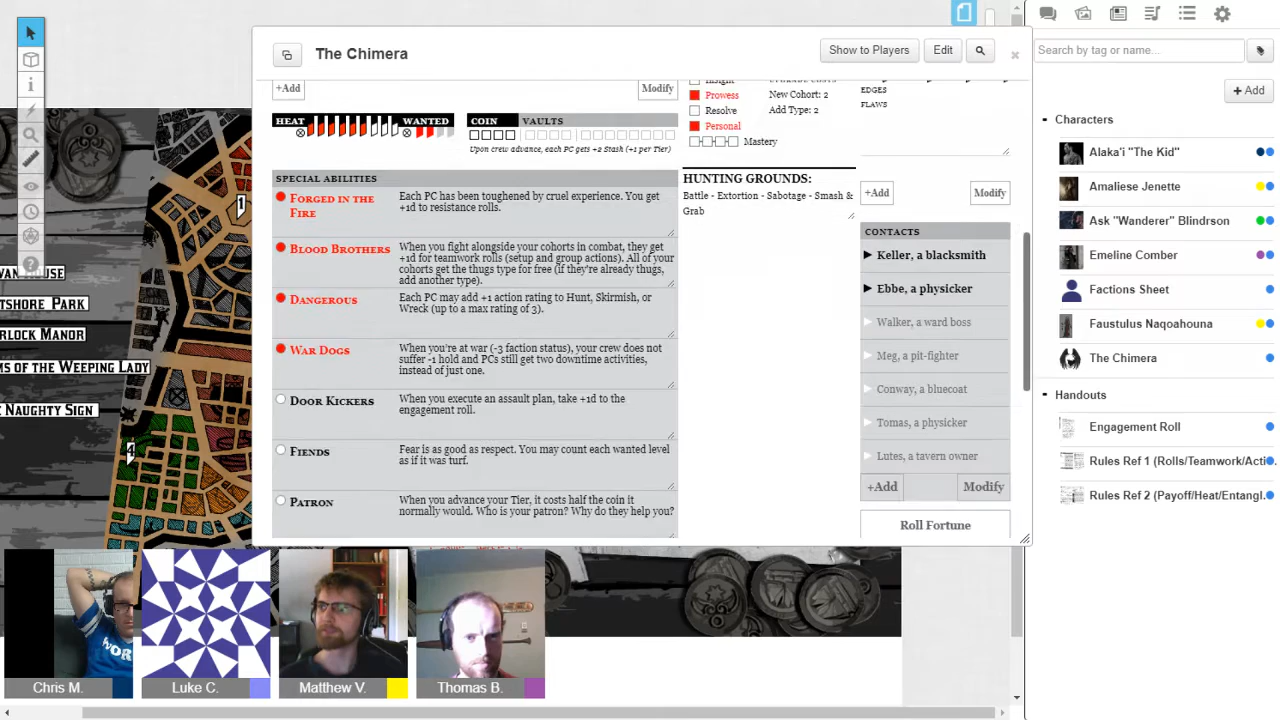 The Chimera
Show to Players
Edit
Search by tag or name...
+ Add
+Add
Modify
Prowess
Resolve
Personal
Mastery
New Cohort: 2
Add Type: 2
EDGES
FLAWS
HEAT
WANTED
COIN
VAULTS
Upon crew advance, each PC gets +2 Stash (+1 per Tier)
SPECIAL ABILITIES
FORGED IN THE
FIRE
Each PC has been toughened by cruel experience. You get
+1d to resistance rolls.
BLOOD BROTHERS
When you fight alongside your cohorts in combat, they get
+1d for teamwork rolls (setup and group actions). All of your
cohorts get the thugs type for free (if they're already thugs,
add another type).
DANGEROUS
Each PC may add +1 action rating to Hunt, Skirmish, or
Wreck (up to a max rating of 3).
WAR DOGS
When you're at war (-3 faction status), your crew does not
suffer -1 hold and PCs still get two downtime activities,
instead of just one.
DOOR KICKERS
When you execute an assault plan, take +1d to the
engagement roll.
FIENDS
Fear is as good as respect. You may count each wanted level
as if it was turf.
PATRON
When you advance your Tier, it costs half the coin it
normally would. Who is your patron? Why do they help you?
HUNTING GROUNDS:
Battle - Extortion - Sabotage - Smash &
Grab
+Add
Modify
CONTACTS
Keller, a blacksmith
Ebbe, a physicker
Walker, a ward boss
Meg, a pit-fighter
Conway, a bluecoat
Tomas, a physicker
Lutes, a tavern owner
+Add
Modify
Roll Fortune
Characters
Alaka'i "The Kid"
Amaliese Jenette
Ask "Wanderer" Blindrson
Emeline Comber
Factions Sheet
Faustulus Naqoahouna
The Chimera
Handouts
Engagement Roll
Rules Ref 1 (Rolls/Teamwork/Acti...
Rules Ref 2 (Payoff/Heat/Entangl...
1
4
HOUSE
PARK
MANOR
MS OF THE WEEPING LADY
NAUGHTY SIGN
Chris M.
Luke C.
Matthew V.
Thomas B.